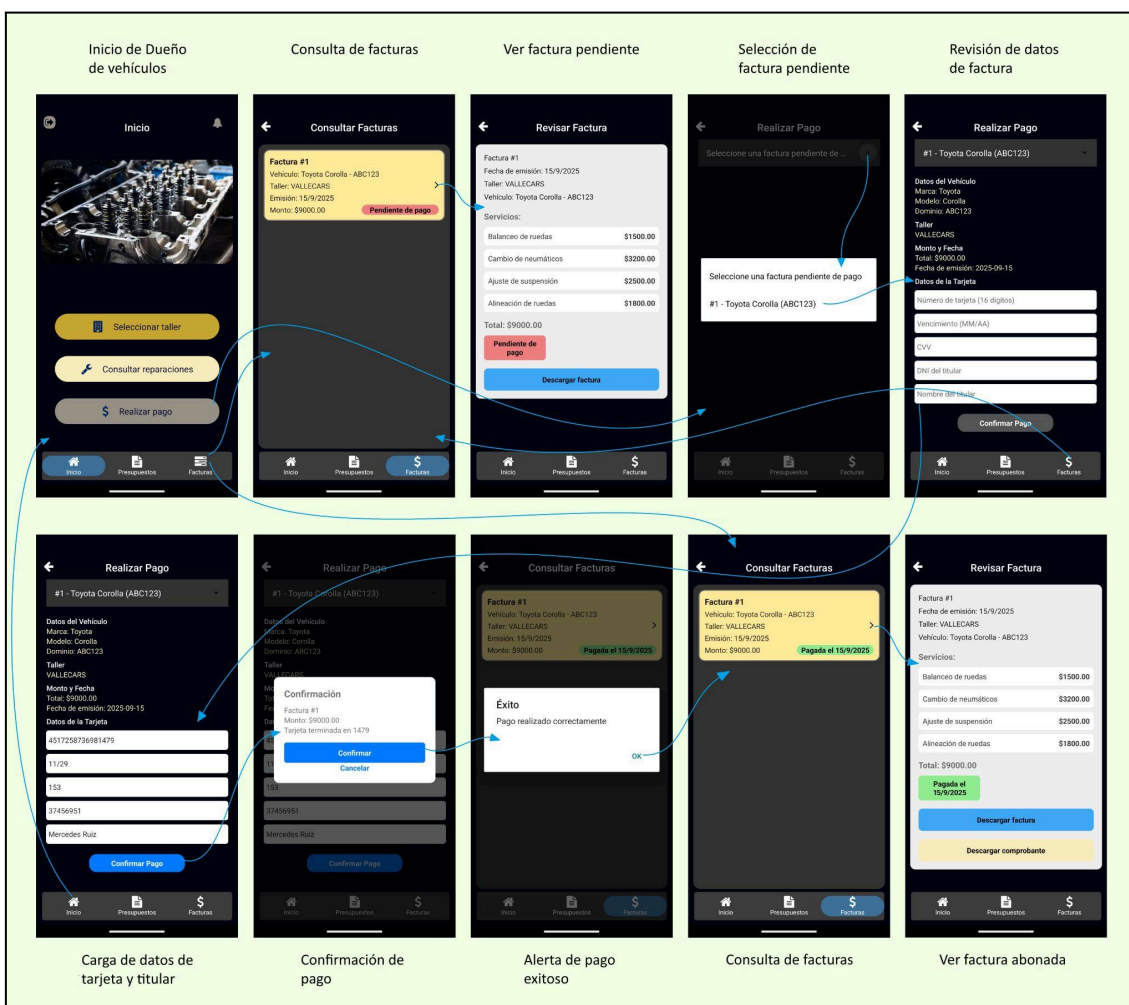 Inicio de Dueño
de vehículos
Consulta de facturas
Ver factura pendiente
Selección de
factura pendiente
Revisión de datos
de factura
Inicio
Seleccionar taller
Consultar reparaciones
$ Realizar pago
Inicio
Presupuestos
Facturas
Consultar Facturas
Factura #1
Vehículo: Toyota Corolla - ABC123
Taller: VALLECARS
Emisión: 15/9/2025
Monto: $9000.00
Pendiente de pago
Inicio
Presupuestos
$
Facturas
Revisar Factura
Factura #1
Fecha de emisión: 15/9/2025
Taller: VALLECARS
Vehículo: Toyota Corolla - ABC123
Servicios:
Balanceo de ruedas $1500.00
Cambio de neumáticos $3200.00
Ajuste de suspensión $2500.00
Alineación de ruedas $1800.00
Total: $9000.00
Pendiente de
pago
Descargar factura
Inicio
Presupuestos
$
Facturas
Realizar Pago
Seleccione una factura pendiente de ...
Seleccione una factura pendiente de pago
#1 - Toyota Corolla (ABC123)
Inicio
Presupuestos
$
Facturas
Realizar Pago
#1 - Toyota Corolla (ABC123)
Datos del Vehículo
Marca: Toyota
Modelo: Corolla
Dominio: ABC123
Taller
VALLECARS
Monto y Fecha
Total: $9000.00
Fecha de emisión: 2025-09-15
Datos de la Tarjeta
Número de tarjeta (16 dígitos)
Vencimiento (MM/AA)
CVV
DNI del titular
Nombre del titular
Confirmar Pago
Inicio
Presupuestos
$
Facturas
Realizar Pago
#1 - Toyota Corolla (ABC123)
Datos del Vehículo
Marca: Toyota
Modelo: Corolla
Dominio: ABC123
Taller
VALLECARS
Monto y Fecha
Total: $9000.00
Fecha de emisión: 2025-09-15
Datos de la Tarjeta
4517258736981479
11/29
153
37456951
Mercedes Ruiz
Confirmar Pago
Inicio
Presupuestos
$
Facturas
Realizar Pago
#1 - Toyota Corolla (ABC123)
Datos del Vehículo
Marca: Toyota
Modelo: Corolla
Dominio: ABC123
Taller
VALLECARS
Confirmación
Factura #1
Monto: $9000.00
Tarjeta terminada en 1479
Confirmar
Cancelar
153
37456951
Mercedes Ruiz
Confirmar Pago
Inicio
Presupuestos
$
Facturas
Consultar Facturas
Factura #1
Vehículo: Toyota Corolla - ABC123
Taller: VALLECARS
Emisión: 15/9/2025
Monto: $9000.00
Pagada el 15/9/2025
Éxito
Pago realizado correctamente
OK
Inicio
Presupuestos
$
Facturas
Consultar Facturas
Factura #1
Vehículo: Toyota Corolla - ABC123
Taller: VALLECARS
Emisión: 15/9/2025
Monto: $9000.00
Pagada el 15/9/2025
Inicio
Presupuestos
$
Facturas
Revisar Factura
Factura #1
Fecha de emisión: 15/9/2025
Taller: VALLECARS
Vehículo: Toyota Corolla - ABC123
Servicios:
Balanceo de ruedas $1500.00
Cambio de neumáticos $3200.00
Ajuste de suspensión $2500.00
Alineación de ruedas $1800.00
Total: $9000.00
Pagada el
15/9/2025
Descargar factura
Descargar comprobante
Inicio
Presupuestos
$
Facturas
Carga de datos de
tarjeta y titular
Confirmación de
pago
Alerta de pago
exitoso
Consulta de facturas
Ver factura abonada